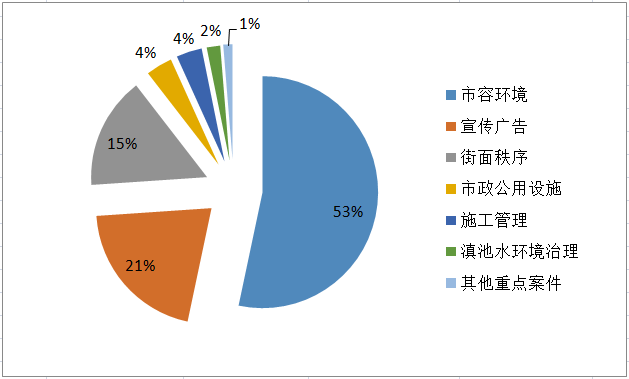 1%
2%
4%
4%
15%
53%
21%
市容环境
宣传广告
街面秩序
市政公用设施
施工管理
滇池水环境治理
其他重点案件